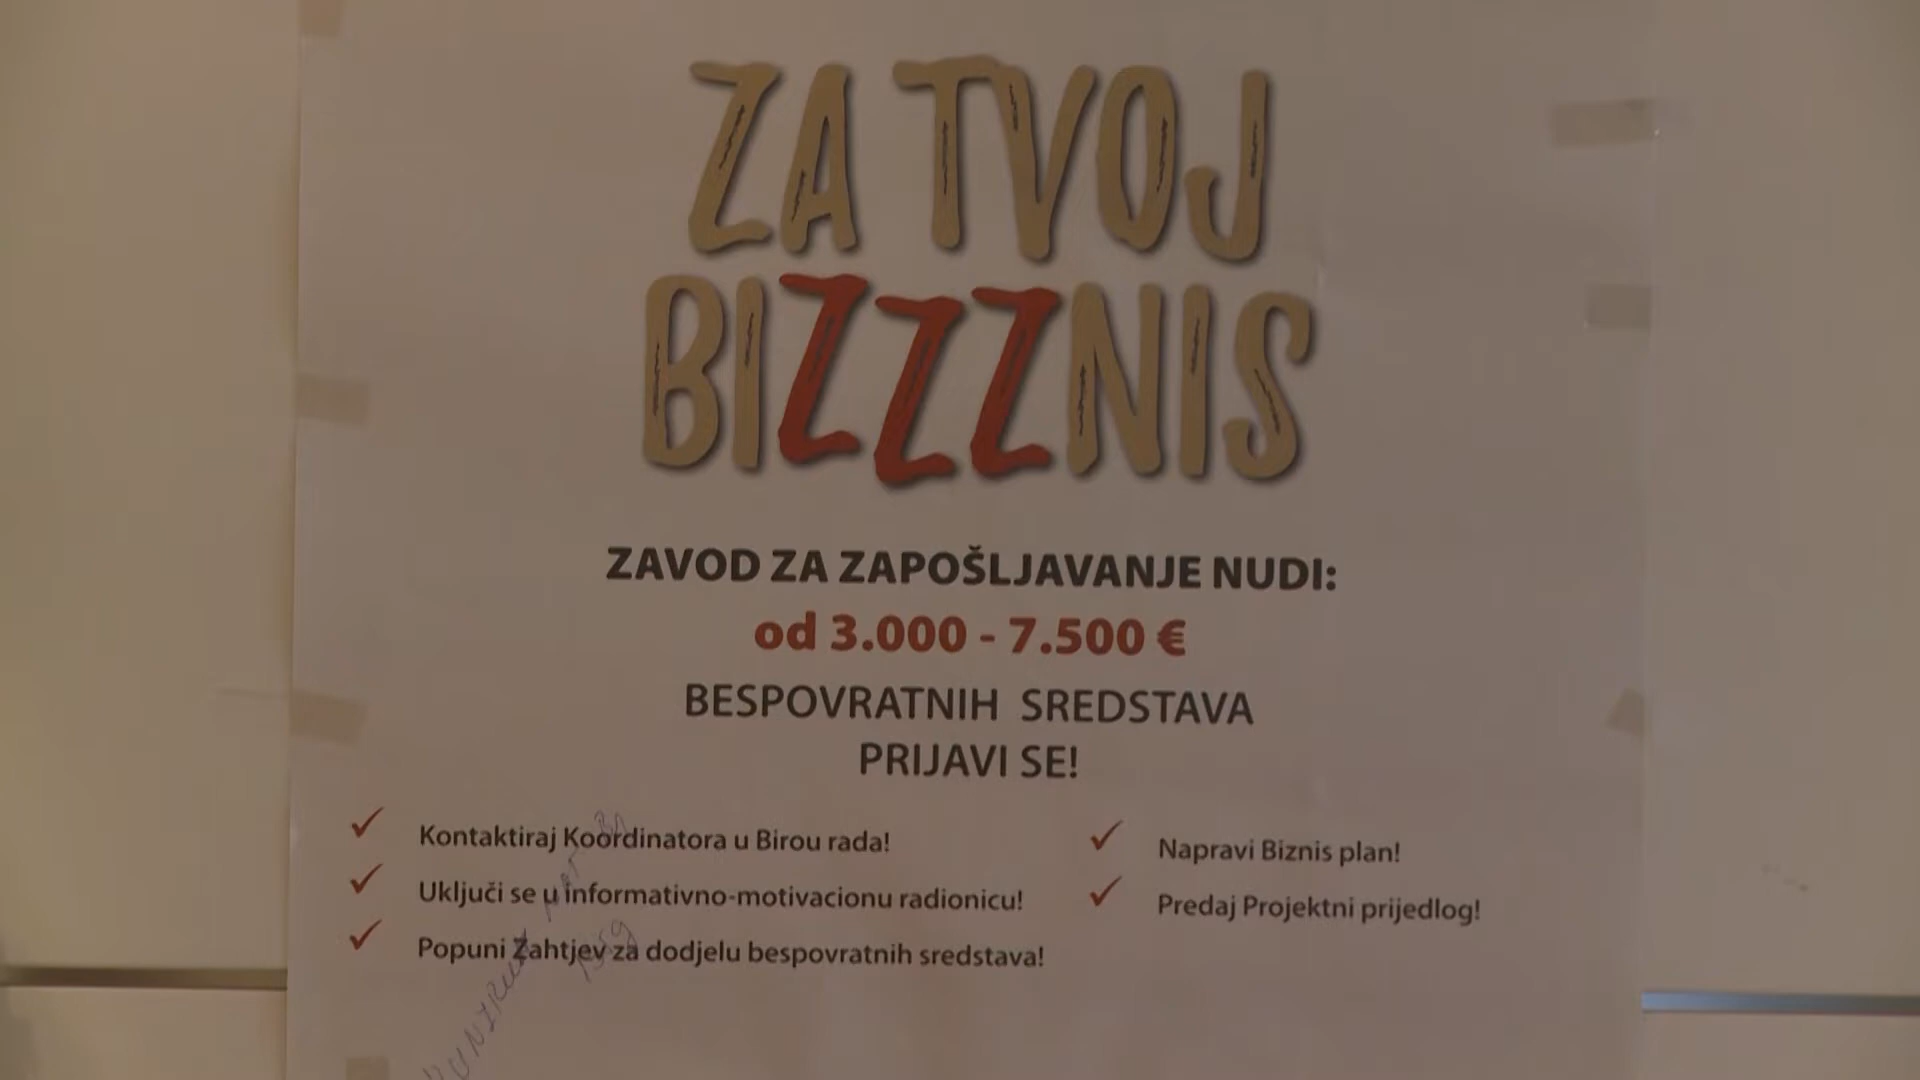 ZA TVOJ
BIZZZNIS
ZAVOD ZA ZAPOŠLJAVANJE NUDI:
od 3.000 - 7.500 €
BESPOVRATNIH SREDSTAVA
PRIJAVI SE!
Kontaktiraj Koordinatora u Birou rada!
Uključi se u informativno-motivacionu radionicu!
Popuni Zahtjev za dodjelu bespovratnih sredstava!
Napravi Biznis plan!
Predaj Projektni prijedlog!